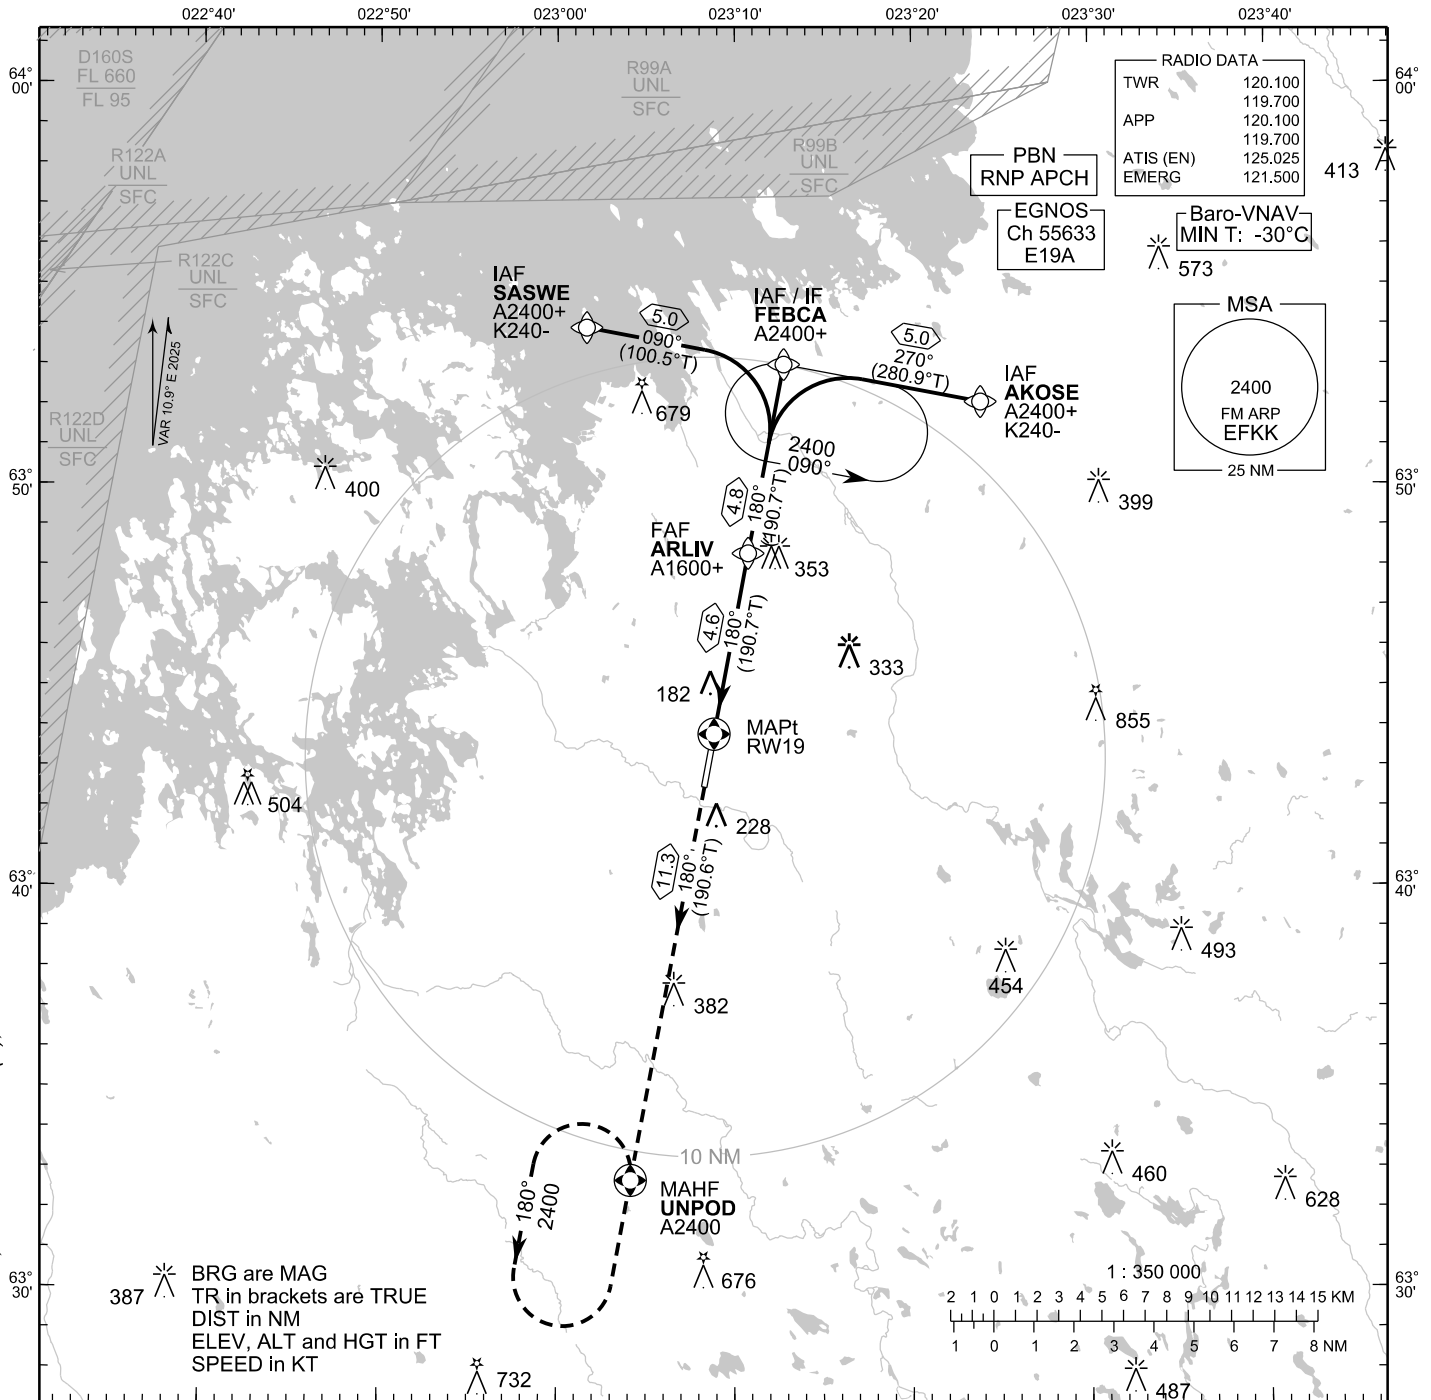 022°40' 022°50' 023°00' 023°10' 023°20' 023°30' 023°40'
64°
00'
64°
00'
D160S
FL 660
FL 95
R99A
UNL
SFC
RADIO DATA
TWR 120.100
119.700
APP 120.100
119.700
ATIS (EN) 125.025
EMERG 121.500
R122A
UNL
SFC
R99B
UNL
SFC
PBN
RNP APCH
413
EGNOS
Ch 55633
E19A
Baro-VNAV
MIN T: -30°C
573
R122C
UNL
SFC
IAF
SASWE
A2400+
K240-
5.0
090°
(100.5°T)
IAF / IF
FEBCA
A2400+
5.0
270°
(280.9°T)
IAF
AKOSE
A2400+
K240-
MSA
2400
FM ARP
EFKK
25 NM
VAR 10.9° E 2025
R122D
UNL
SFC
679
2400
090°
63°
50'
63°
50'
400
399
4.8
180°
(190.7°T)
FAF
ARLIV
A1600+
353
4.6
180°
(190.7°T)
333
182
855
MAPt
RW19
504
228
11.3
180°
(190.6°T)
63°
40'
63°
40'
493
454
382
10 NM
460
628
MAHF
UNPOD
A2400
180°
2400
676
63°
30'
63°
30'
387
BRG are MAG
TR in brackets are TRUE
DIST in NM
ELEV, ALT and HGT in FT
SPEED in KT
1 : 350 000
2 1 0 1 2 3 4 5 6 7 8 9 10 11 12 13 14 15 KM
1 0 1 2 3 4 5 6 7 8 NM
732
487